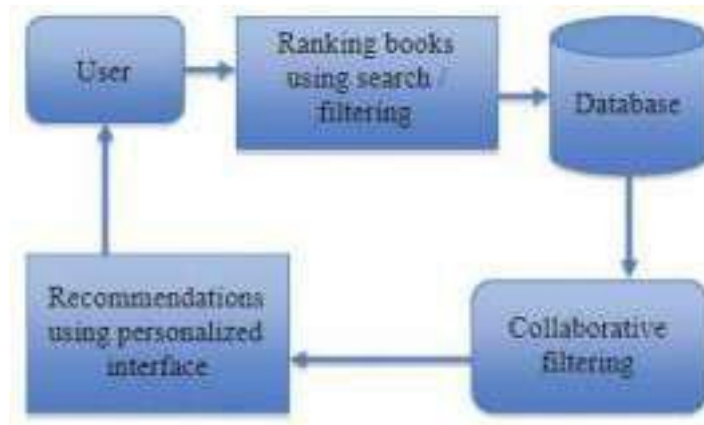 User
Ranking books
using search /
filtering
Database
Recommendations
using personalized
interface
Collaborative
filtering